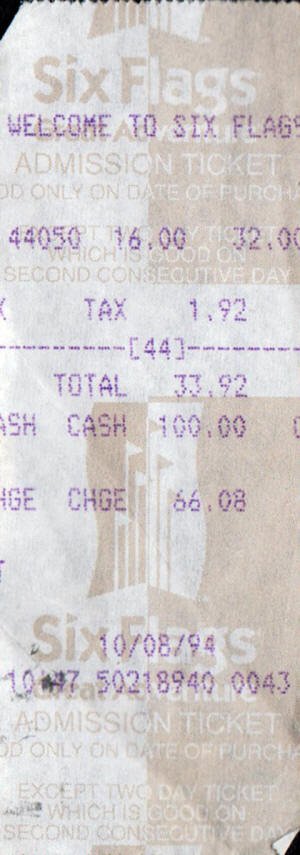 Six Flags
WELCOME TO SIX FLAGS
ADMISSION TICKET
OD ONLY ON DATE OF PURCHA
44050 16.00 32.00
EXCEPT TWO DAY TICKET
WHICH IS GOOD ON
SECOND CONSECUTIVE DAY
X TAX 1.92
[44]
TOTAL 33.92
ASH CASH 100.00
NGE CHGE 66.08
Six Flags
10/08/94
Great Adventure
50218940 0043
ADMISSION TICKET
OD ONLY ON DATE OF PURCHA
EXCEPT TWO DAY TICKET
WHICH IS GOOD ON
SECOND CONSECUTIVE DAY